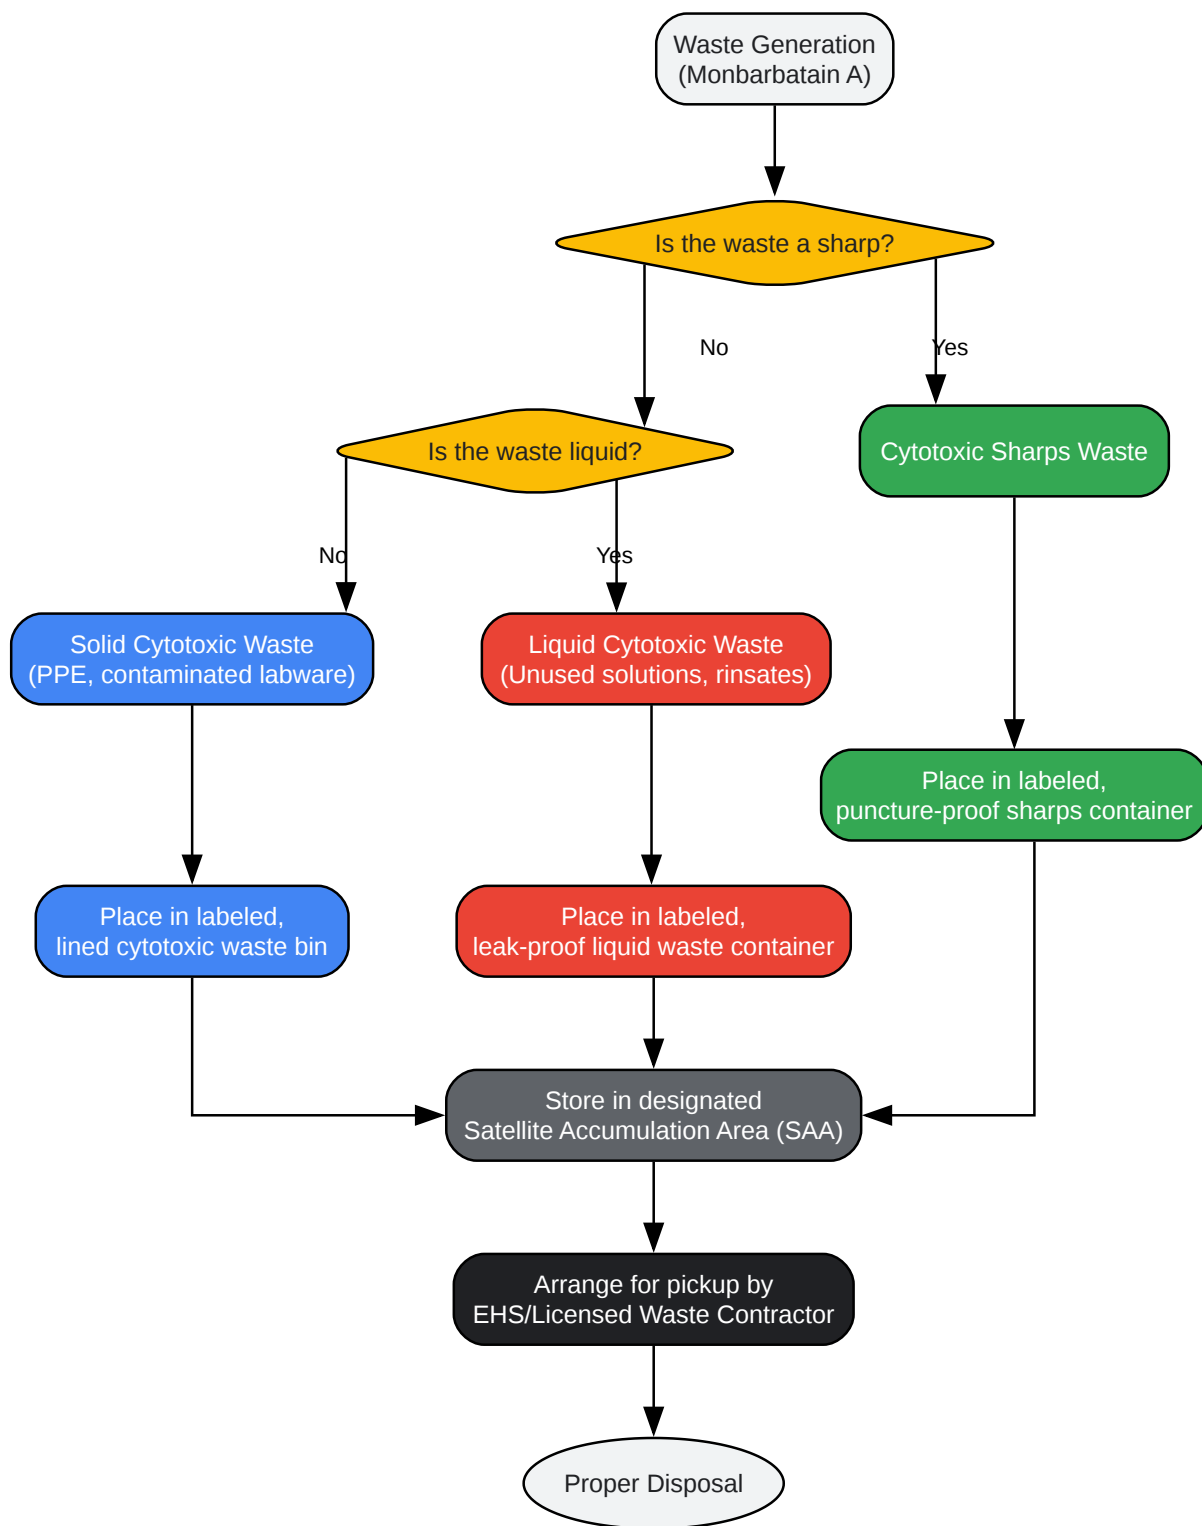 Waste Generation
(Monbarbatain A)
Is the waste a sharp?
No
Yes
Is the waste liquid?
Cytotoxic Sharps Waste
No
Yes
Solid Cytotoxic Waste
(PPE, contaminated labware)
Liquid Cytotoxic Waste
(Unused solutions, rinsates)
Place in labeled,
puncture-proof sharps container
Place in labeled,
lined cytotoxic waste bin
Place in labeled,
leak-proof liquid waste container
Store in designated
Satellite Accumulation Area (SAA)
Arrange for pickup by
EHS/Licensed Waste Contractor
Proper Disposal